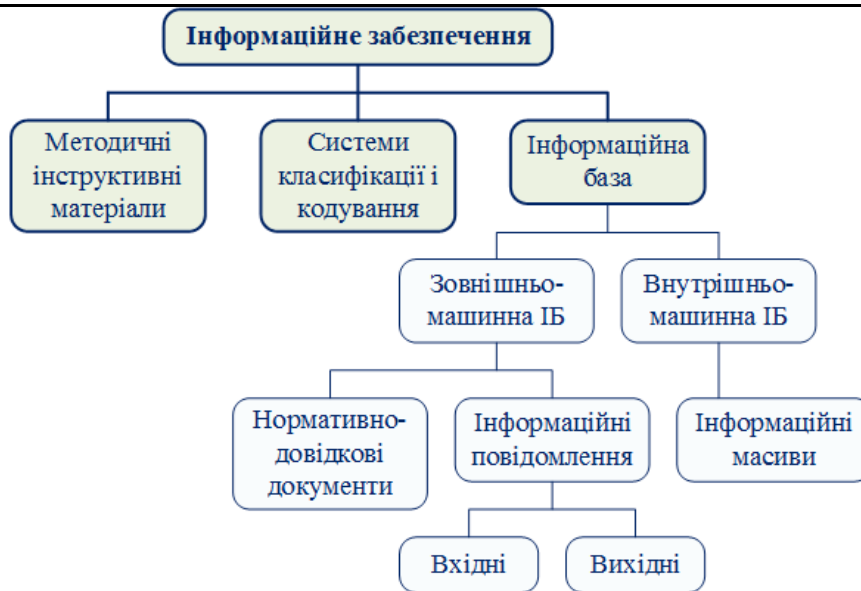 Інформаційне забезпечення
Методичні
інструктивні
матеріали
Системи
класифікації і
кодування
Інформаційна
база
Зовнішньо-
машинна ІБ
Внутрішньо-
машинна ІБ
Нормативно-
довідкові
документи
Інформаційні
повідомлення
Інформаційні
масиви
Вхідні
Вихідні